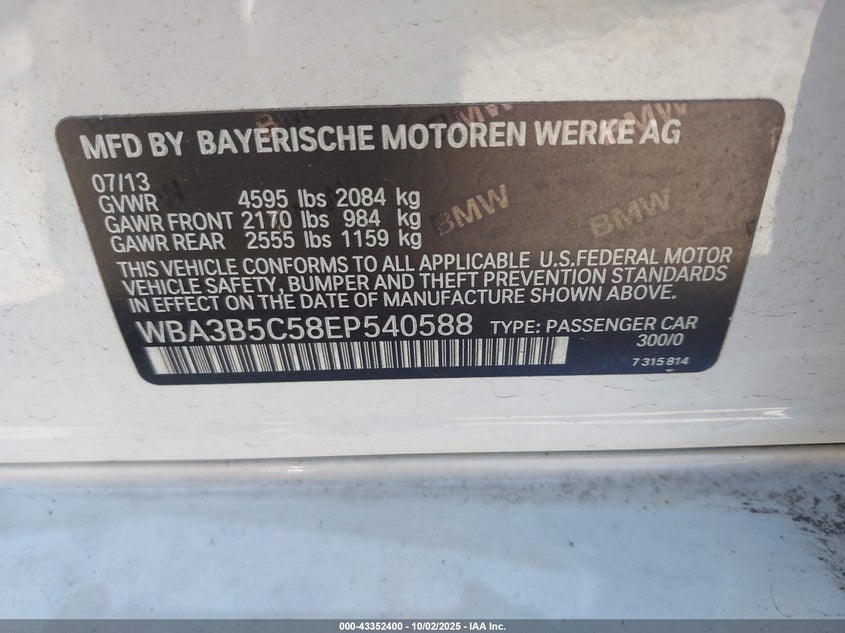 MFD BY BAYERISCHE MOTOREN WERKE AG
07/13
GVWR 4595 lbs 2084 kg
GAWR FRONT 2170 lbs 984 kg
GAWR REAR 2555 lbs 1159 kg
THIS VEHICLE CONFORMS TO ALL APPLICABLE U.S.FEDERAL MOTOR
VEHICLE SAFETY, BUMPER AND THEFT PREVENTION STANDARDS
IN EFFECT ON THE DATE OF MANUFACTURE SHOWN ABOVE.
WBA3B5C58EP540588 TYPE: PASSENGER CAR
300/0
7 315 814
BMW
BMW
BMW
000-43352400 - 10/02/2025 - IAA Inc.